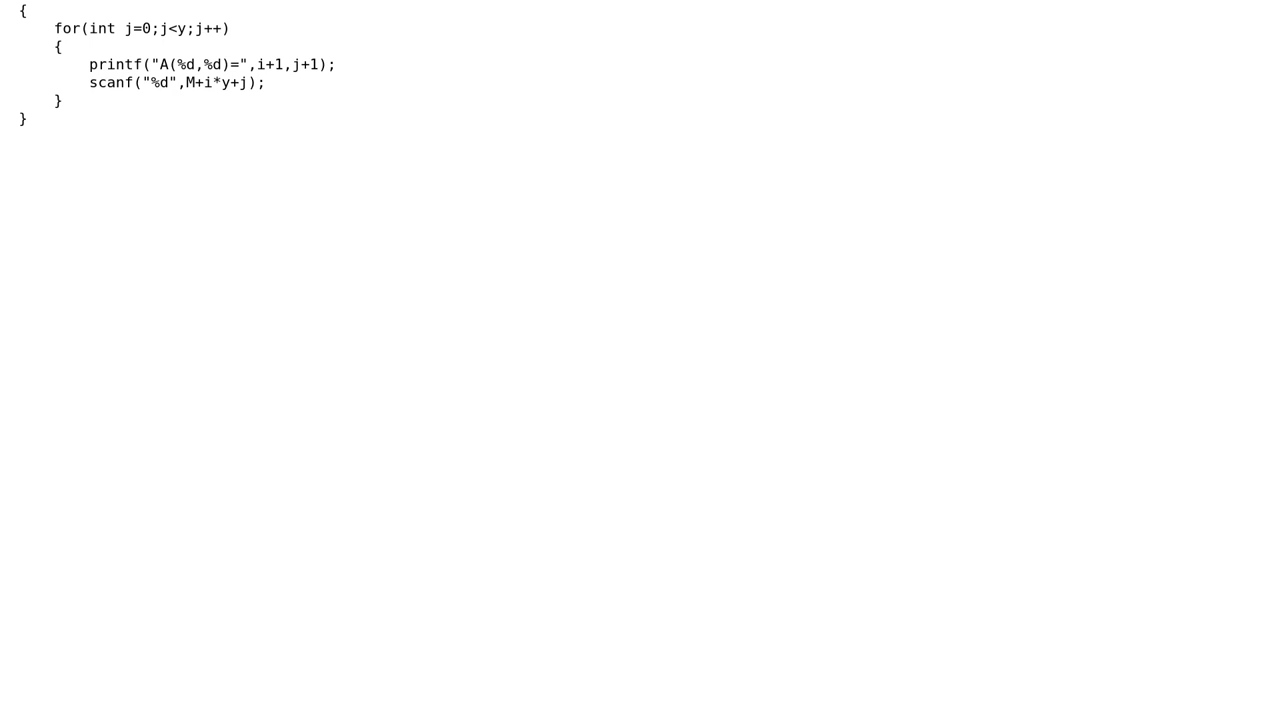 {
    for(int j=0;j<y;j++)
    {
        printf("A(%d,%d)=",i+1,j+1);
        scanf("%d",M+i*y+j);
    }
}